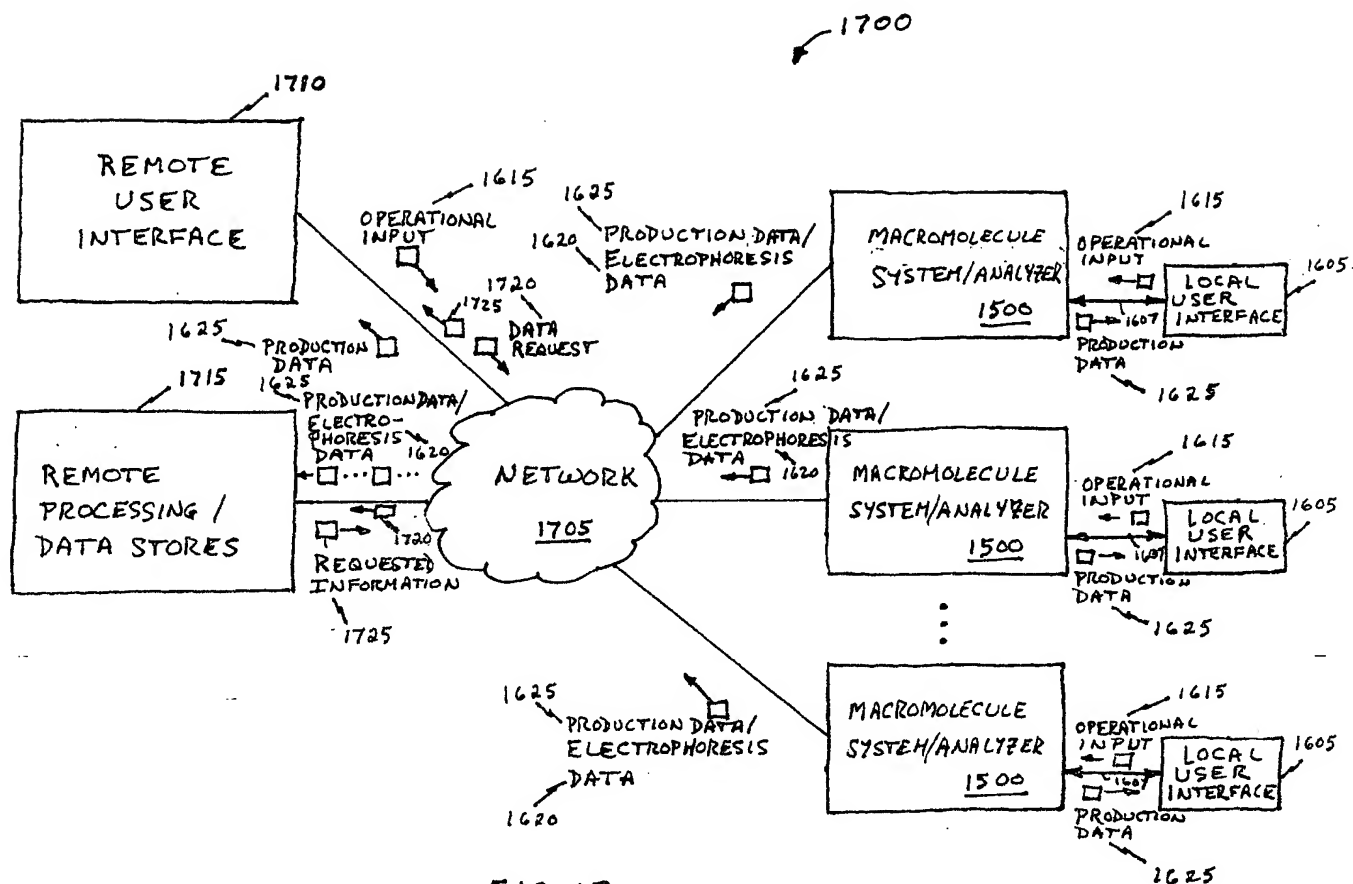 1700
1710
REMOTE
USER
INTERFACE
1615
OPERATIONAL
INPUT
1725
1720
DATA
REQUEST
1625
PRODUCTION
DATA
1625
1620
PRODUCTION DATA/
ELECTROPHORESIS
DATA
MACROMOLECULE
SYSTEM/ANALYZER
1500
1615
OPERATIONAL
INPUT
1607
PRODUCTION
DATA
1625
LOCAL
USER
INTERFACE
1605
1715
REMOTE
PROCESSING/
DATA STORES
1625
PRODUCTION DATA/
ELECTRO-
PHORESIS
DATA
1620
1720
REQUESTED
INFORMATION
1725
NETWORK
1705
1625
PRODUCTION DATA/
ELECTROPHORESIS
DATA
1620
MACROMOLECULE
SYSTEM/ANALYZER
1500
1615
OPERATIONAL
INPUT
1607
PRODUCTION
DATA
1625
LOCAL
USER
INTERFACE
1605
1625
PRODUCTION DATA/
ELECTROPHORESIS
DATA
1620
MACROMOLECULE
SYSTEM/ANALYZER
1500
1615
OPERATIONAL
INPUT
1607
PRODUCTION
DATA
1625
LOCAL
USER
INTERFACE
1605